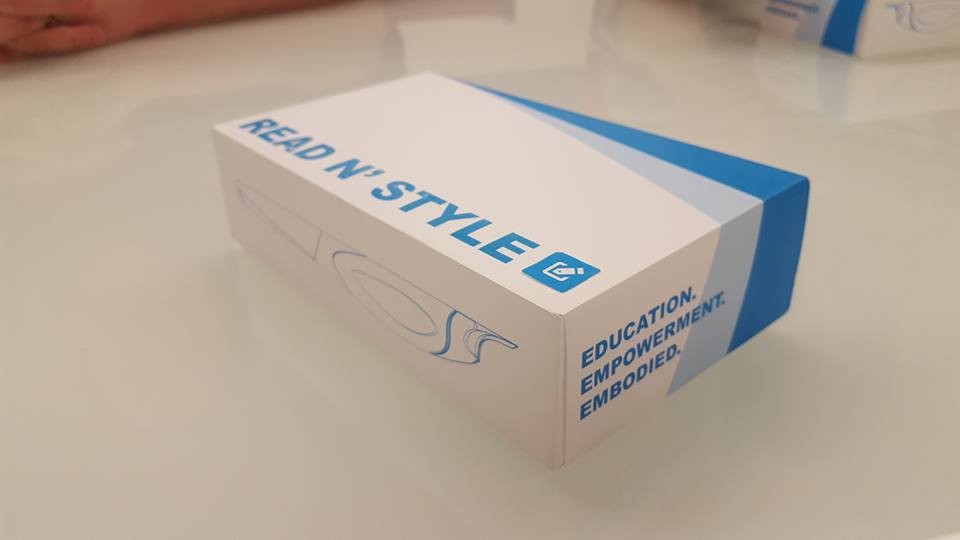 READ N' STYLE
EDUCATION.
EMPOWERMENT.
EMBODIED.